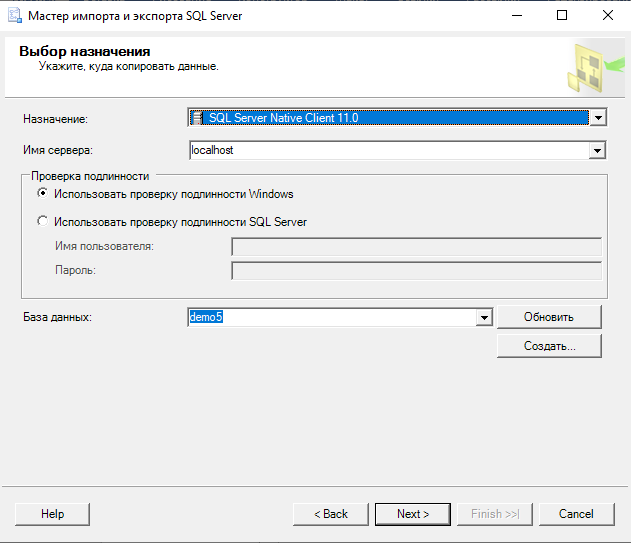 Мастер импорта и экспорта SQL Server
Выбор назначения
Укажите, куда копировать данные.
Назначение:
SQL Server Native Client 11.0
Имя сервера:
localhost
Проверка подлинности
Использовать проверку подлинности Windows
Использовать проверку подлинности SQL Server
Имя пользователя:
Пароль:
База данных:
demo5
Обновить
Создать...
Help
< Back
Next >
Finish >>|
Cancel